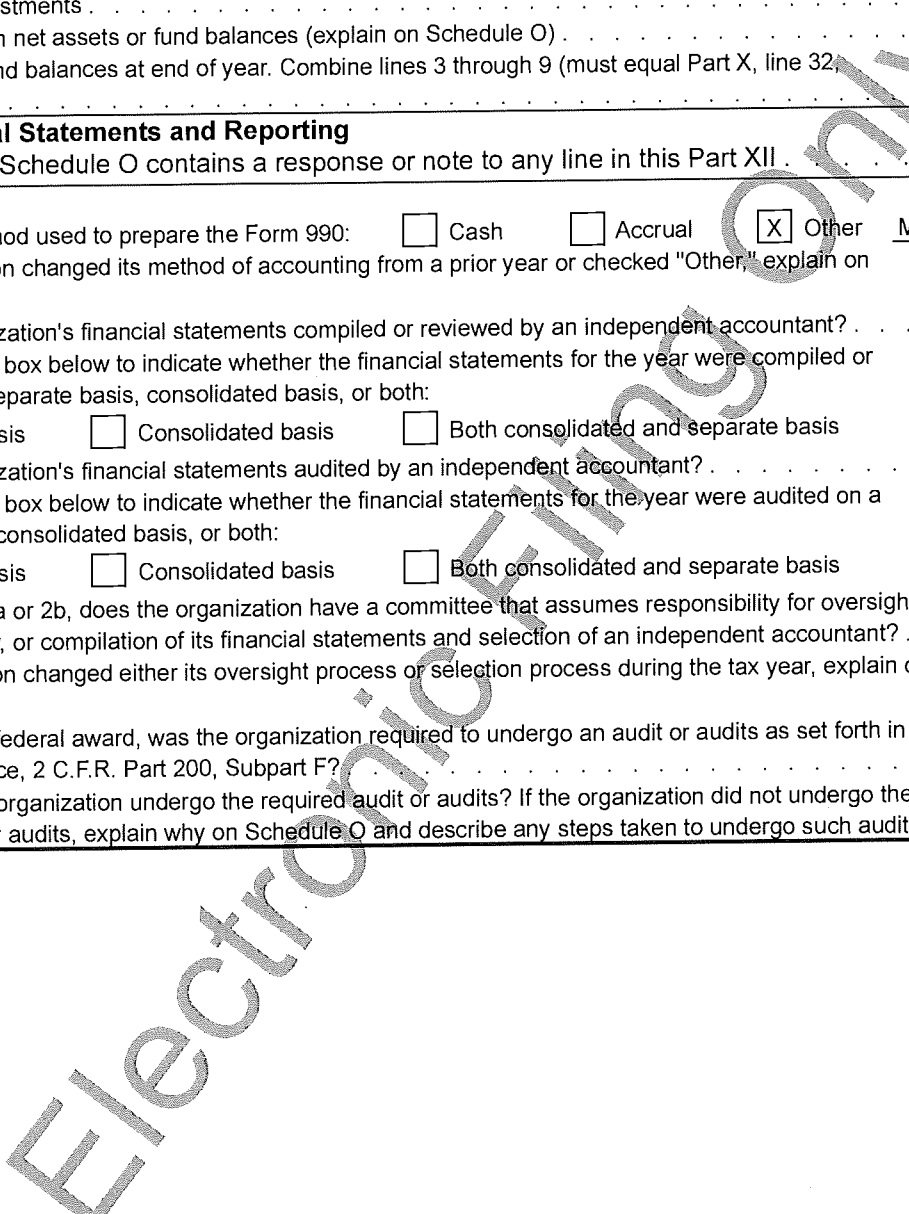 stments . . . . . . . . . . . . . . . . . . . . . . . . . . . . . .
n net assets or fund balances (explain on Schedule O) . . . . . . . . . . . . .
nd balances at end of year. Combine lines 3 through 9 (must equal Part X, line 32,
. . . . . . . . . . . . . . . . . . . . . . . . . . . . . . . . . .
al Statements and Reporting
Schedule O contains a response or note to any line in this Part XII . . . . . .
hod used to prepare the Form 990: Cash Accrual X Other M
on changed its method of accounting from a prior year or checked "Other," explain on
zation's financial statements compiled or reviewed by an independent accountant? . . .
box below to indicate whether the financial statements for the year were compiled or
eparate basis, consolidated basis, or both:
sis Consolidated basis Both consolidated and separate basis
zation's financial statements audited by an independent accountant? . . . . . . . .
box below to indicate whether the financial statements for the year were audited on a
consolidated basis, or both:
sis Consolidated basis Both consolidated and separate basis
a or 2b, does the organization have a committee that assumes responsibility for oversigh
, or compilation of its financial statements and selection of an independent accountant? .
on changed either its oversight process or selection process during the tax year, explain o
federal award, was the organization required to undergo an audit or audits as set forth in
ce, 2 C.F.R. Part 200, Subpart F? . . . . . . . . . . . . . . . . . . . .
organization undergo the required audit or audits? If the organization did not undergo the
r audits, explain why on Schedule O and describe any steps taken to undergo such audit
Electronic Filing Only